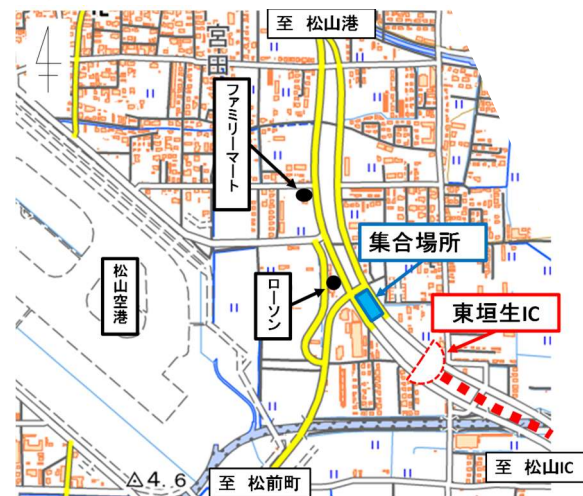 至 松山港
宮田
ファミリーマート
集合場所
松山空港
ローソン
東垣生IC
至 松山IC
△4.6
至 松前町